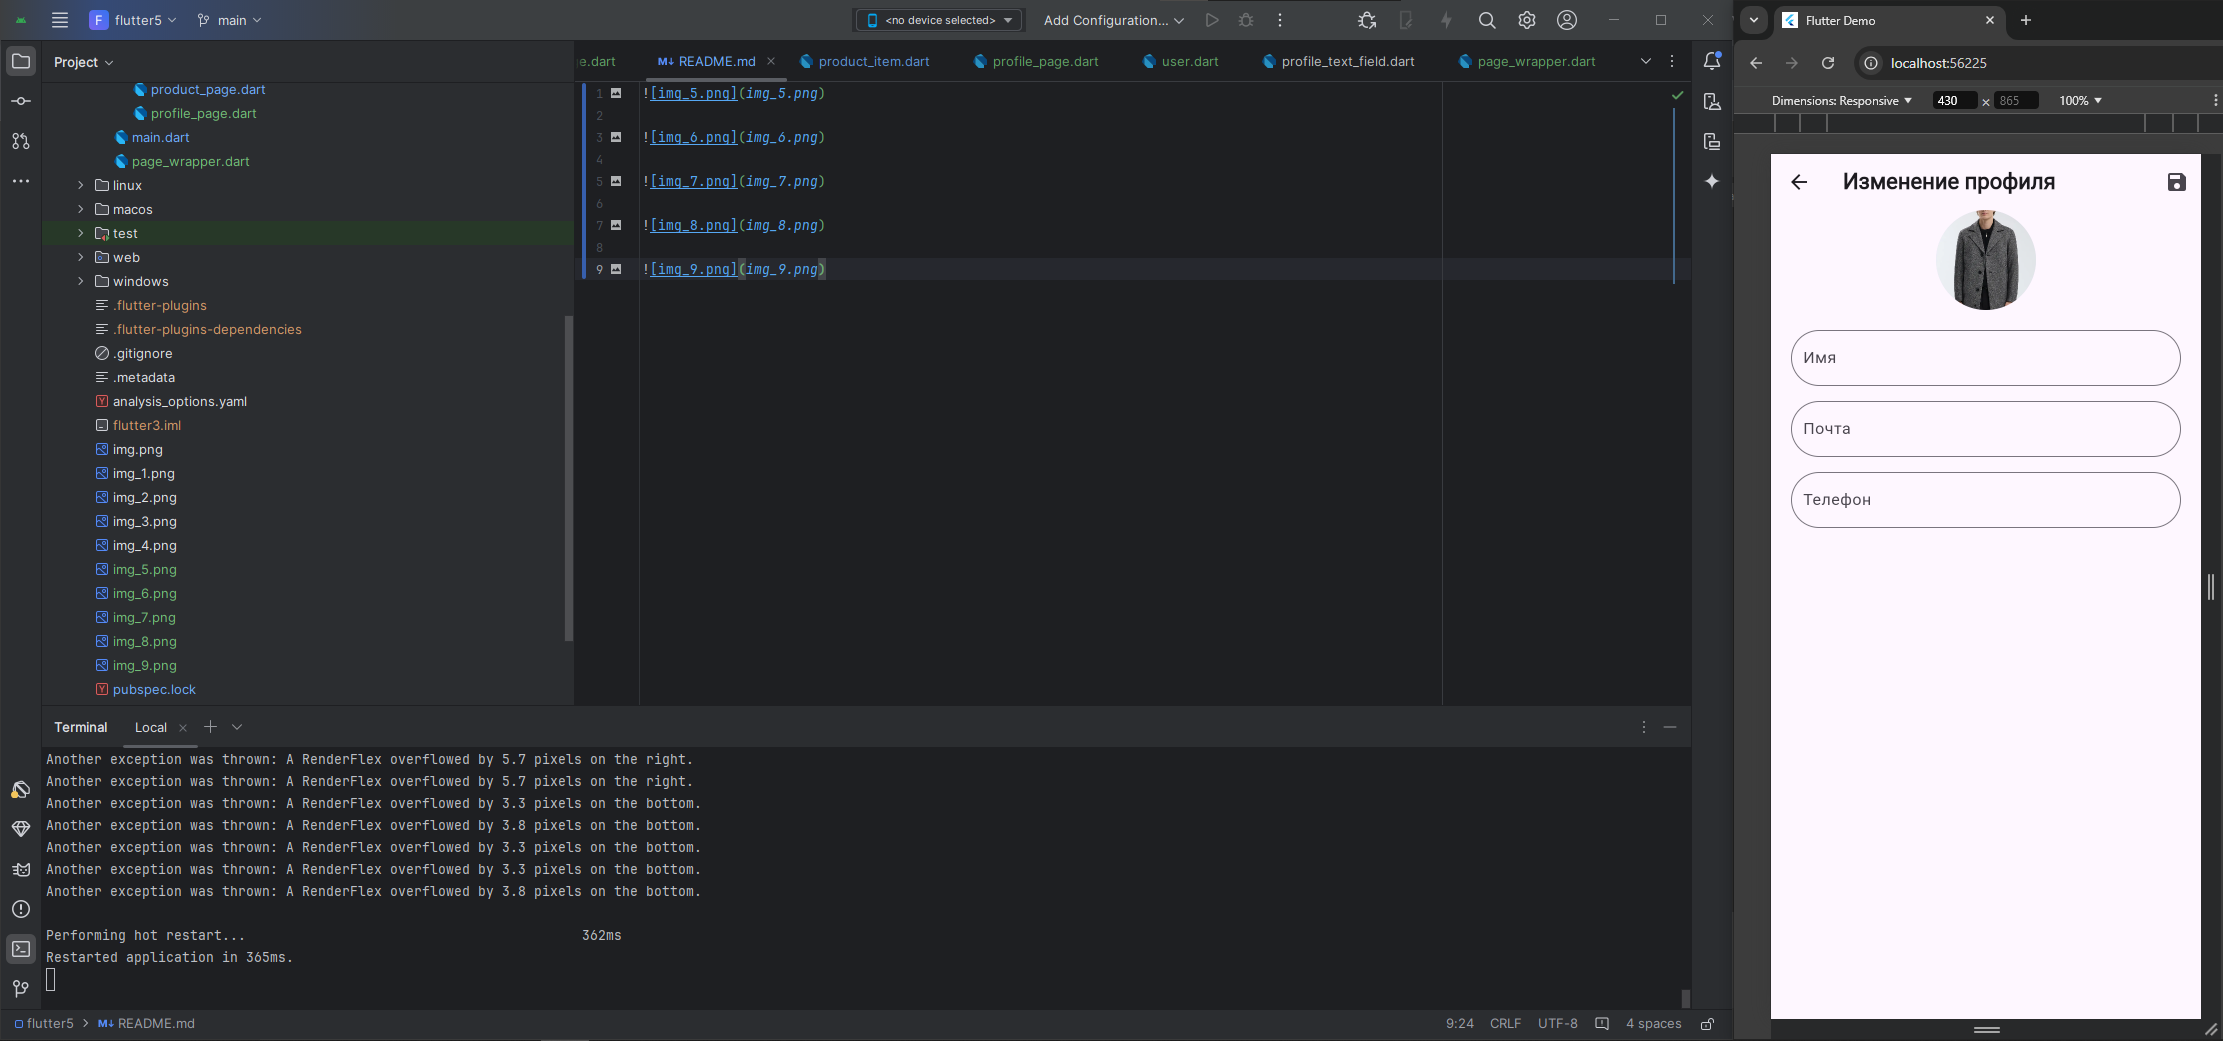 F flutter5 main <no device selected> Add Configuration...
Project
product_page.dart
profile_page.dart
main.dart
page_wrapper.dart
linux
macos
test
web
windows
.flutter-plugins
.flutter-plugins-dependencies
.gitignore
.metadata
analysis_options.yaml
flutter3.iml
img.png
img_1.png
img_2.png
img_3.png
img_4.png
img_5.png
img_6.png
img_7.png
img_8.png
img_9.png
pubspec.lock
e.dart README.md product_item.dart profile_page.dart user.dart profile_text_field.dart page_wrapper.dart
1 ![img_5.png](img_5.png)
2
3 ![img_6.png](img_6.png)
4
5 ![img_7.png](img_7.png)
6
7 ![img_8.png](img_8.png)
8
9 ![img_9.png](img_9.png)
Terminal Local
Another exception was thrown: A RenderFlex overflowed by 5.7 pixels on the right.
Another exception was thrown: A RenderFlex overflowed by 5.7 pixels on the right.
Another exception was thrown: A RenderFlex overflowed by 3.3 pixels on the bottom.
Another exception was thrown: A RenderFlex overflowed by 3.8 pixels on the bottom.
Another exception was thrown: A RenderFlex overflowed by 3.3 pixels on the bottom.
Another exception was thrown: A RenderFlex overflowed by 3.3 pixels on the bottom.
Another exception was thrown: A RenderFlex overflowed by 3.8 pixels on the bottom.
Performing hot restart... 362ms
Restarted application in 365ms.
flutter5 > M↓ README.md 9:24 CRLF UTF-8 4 spaces
Flutter Demo
localhost:56225
Dimensions: Responsive 430 × 865 100%
Изменение профиля
Имя
Почта
Телефон